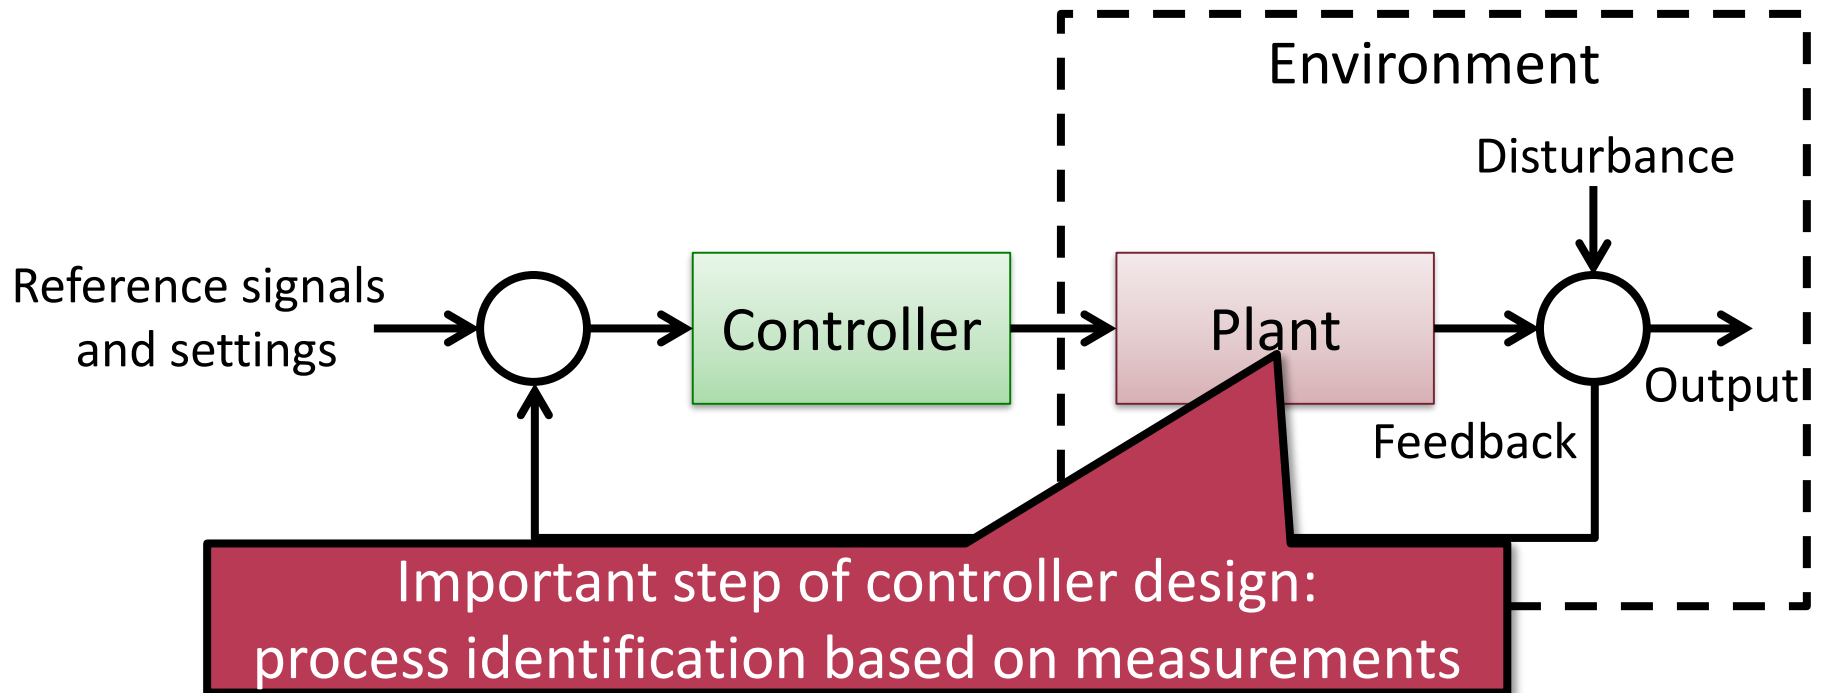 Environment
Disturbance
Reference signals
and settings
Controller
Plant
Output
Feedback
Important step of controller design:
process identification based on measurements